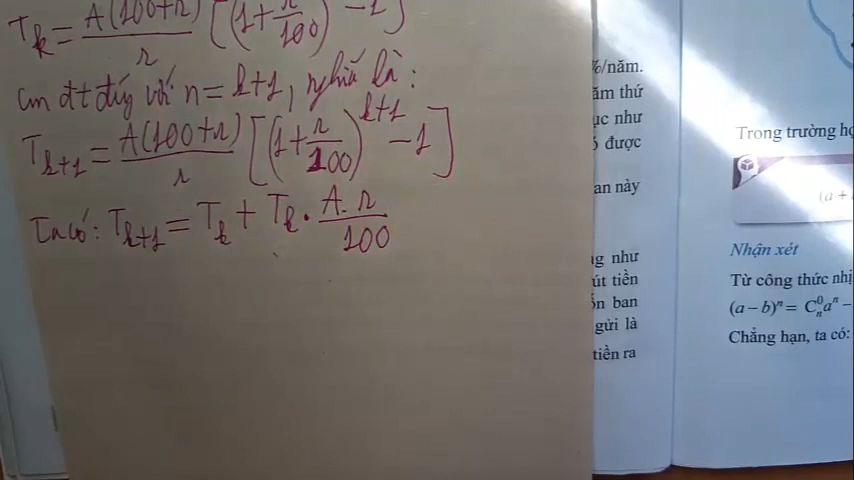 T_k = A(100+r)/r [(1+r/100) -1]
cm đt đúng với n = k+1, nghĩa là:
T_{k+1} = A(100+r)/r [(1+r/100)^{k+1} -1]
Ta có: T_{k+1} = T_k + T_k . A.r/100
%/năm.
ăm thứ
ục như
ó được
an này
ng như
út tiền
ốn ban
gửi là
tiền ra
Trong trường hợ
(a +
Nhận xét
Từ công thức nhị
(a – b)^n = C_n^0 a^n –
Chẳng hạn, ta có: